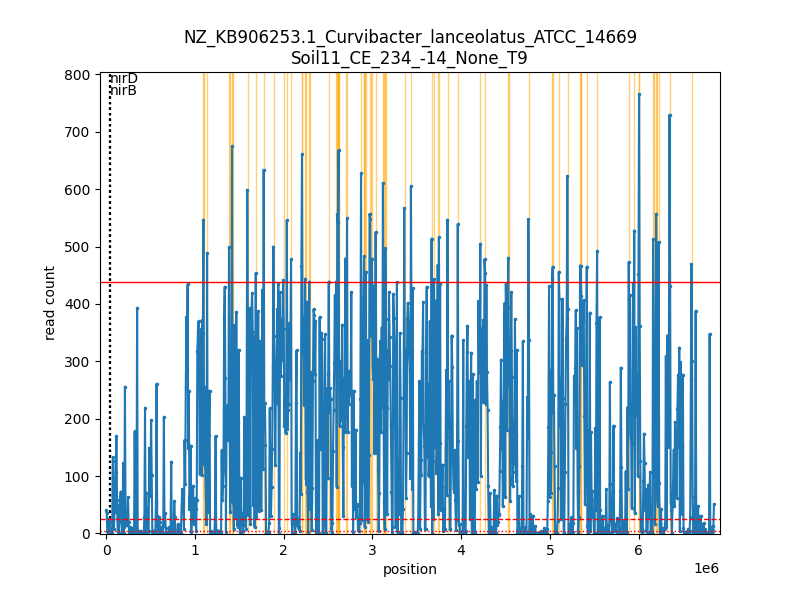 NZ_KB906253.1_Curvibacter_lanceolatus_ATCC_14669
Soil11_CE_234_-14_None_T9
nirD
nirB
800
700
600
500
400
300
200
100
0
read count
0 1 2 3 4 5 6
1e6
position